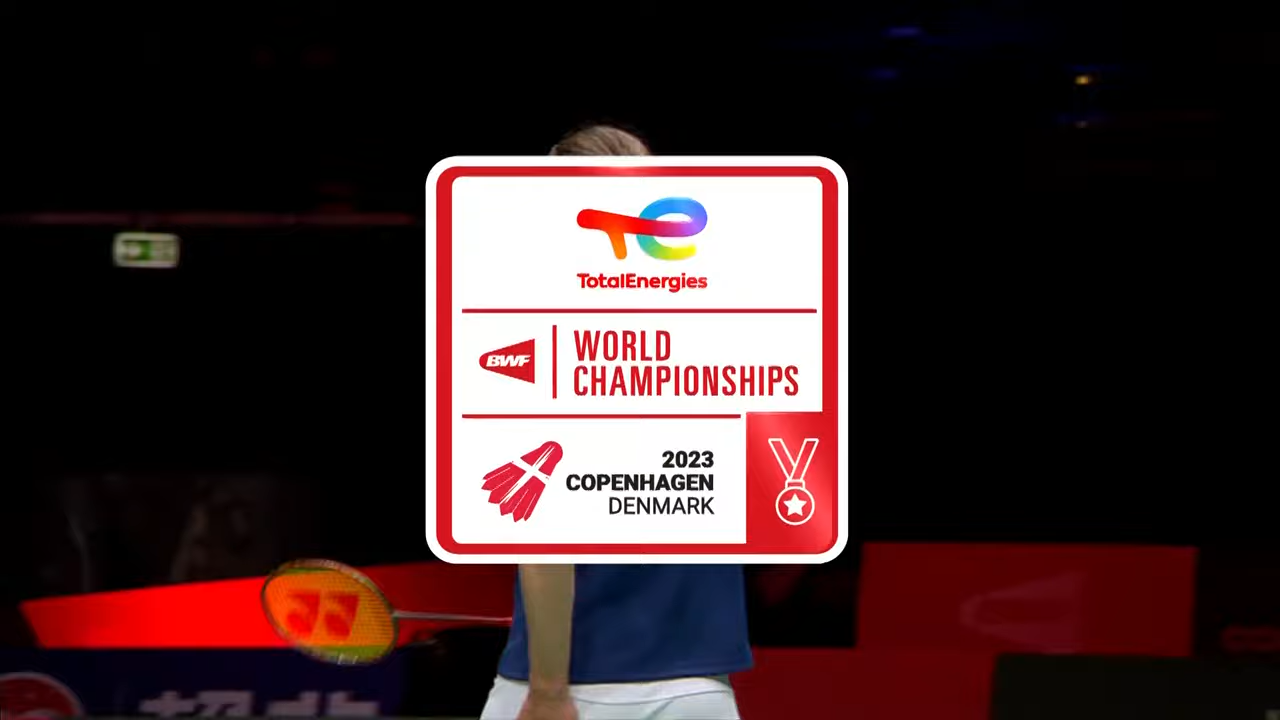 TotalEnergies
BWF
WORLD
CHAMPIONSHIPS
2023
COPENHAGEN
DENMARK